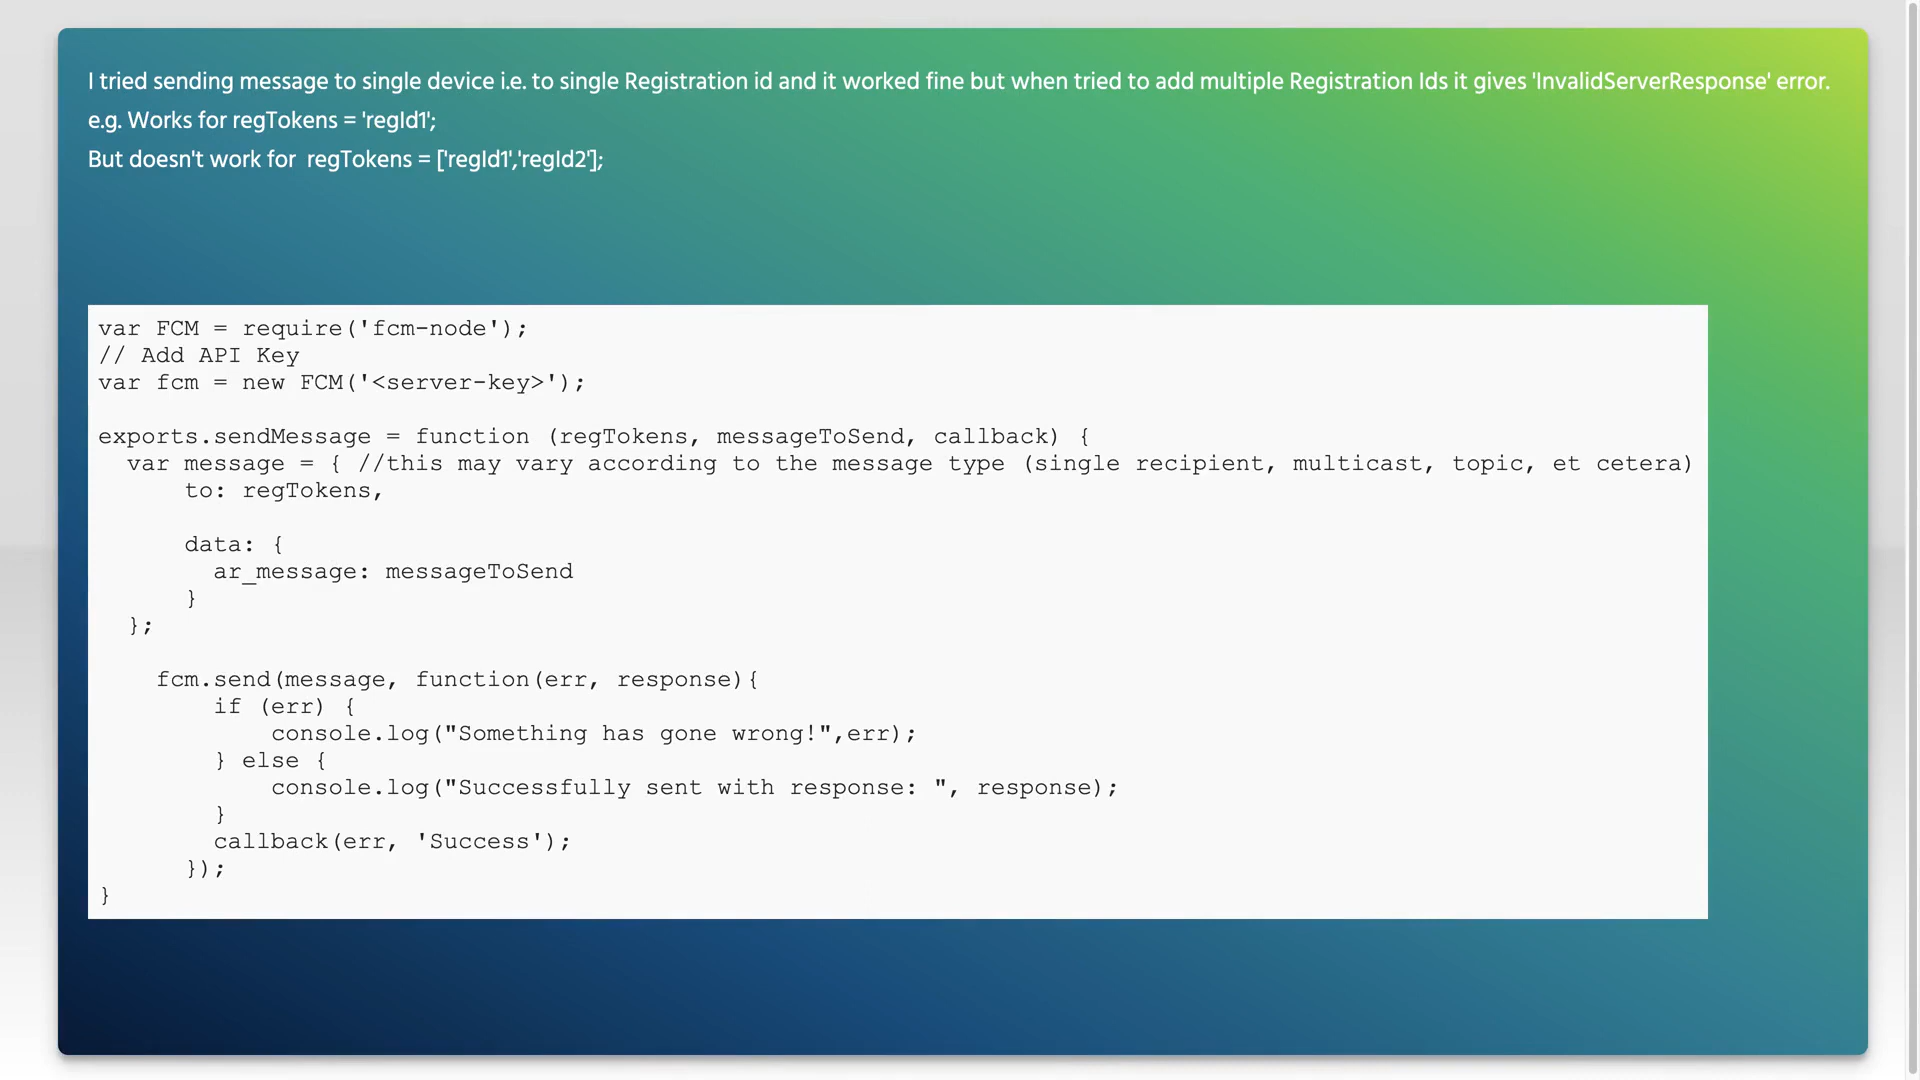 I tried sending message to single device i.e. to single Registration id and it worked fine but when tried to add multiple Registration Ids it gives 'InvalidServerResponse' error.
e.g. Works for regTokens = 'regId1';
But doesn't work for  regTokens = ['regId1','regId2'];
var FCM = require('fcm-node');
// Add API Key
var fcm = new FCM('<server-key>');
exports.sendMessage = function (regTokens, messageToSend, callback) {
  var message = { //this may vary according to the message type (single recipient, multicast, topic, et cetera)
      to: regTokens,
      data: {
        ar_message: messageToSend
      }
  };
    fcm.send(message, function(err, response){
        if (err) {
            console.log("Something has gone wrong!",err);
        } else {
            console.log("Successfully sent with response: ", response);
        }
        callback(err, 'Success');
      });
}